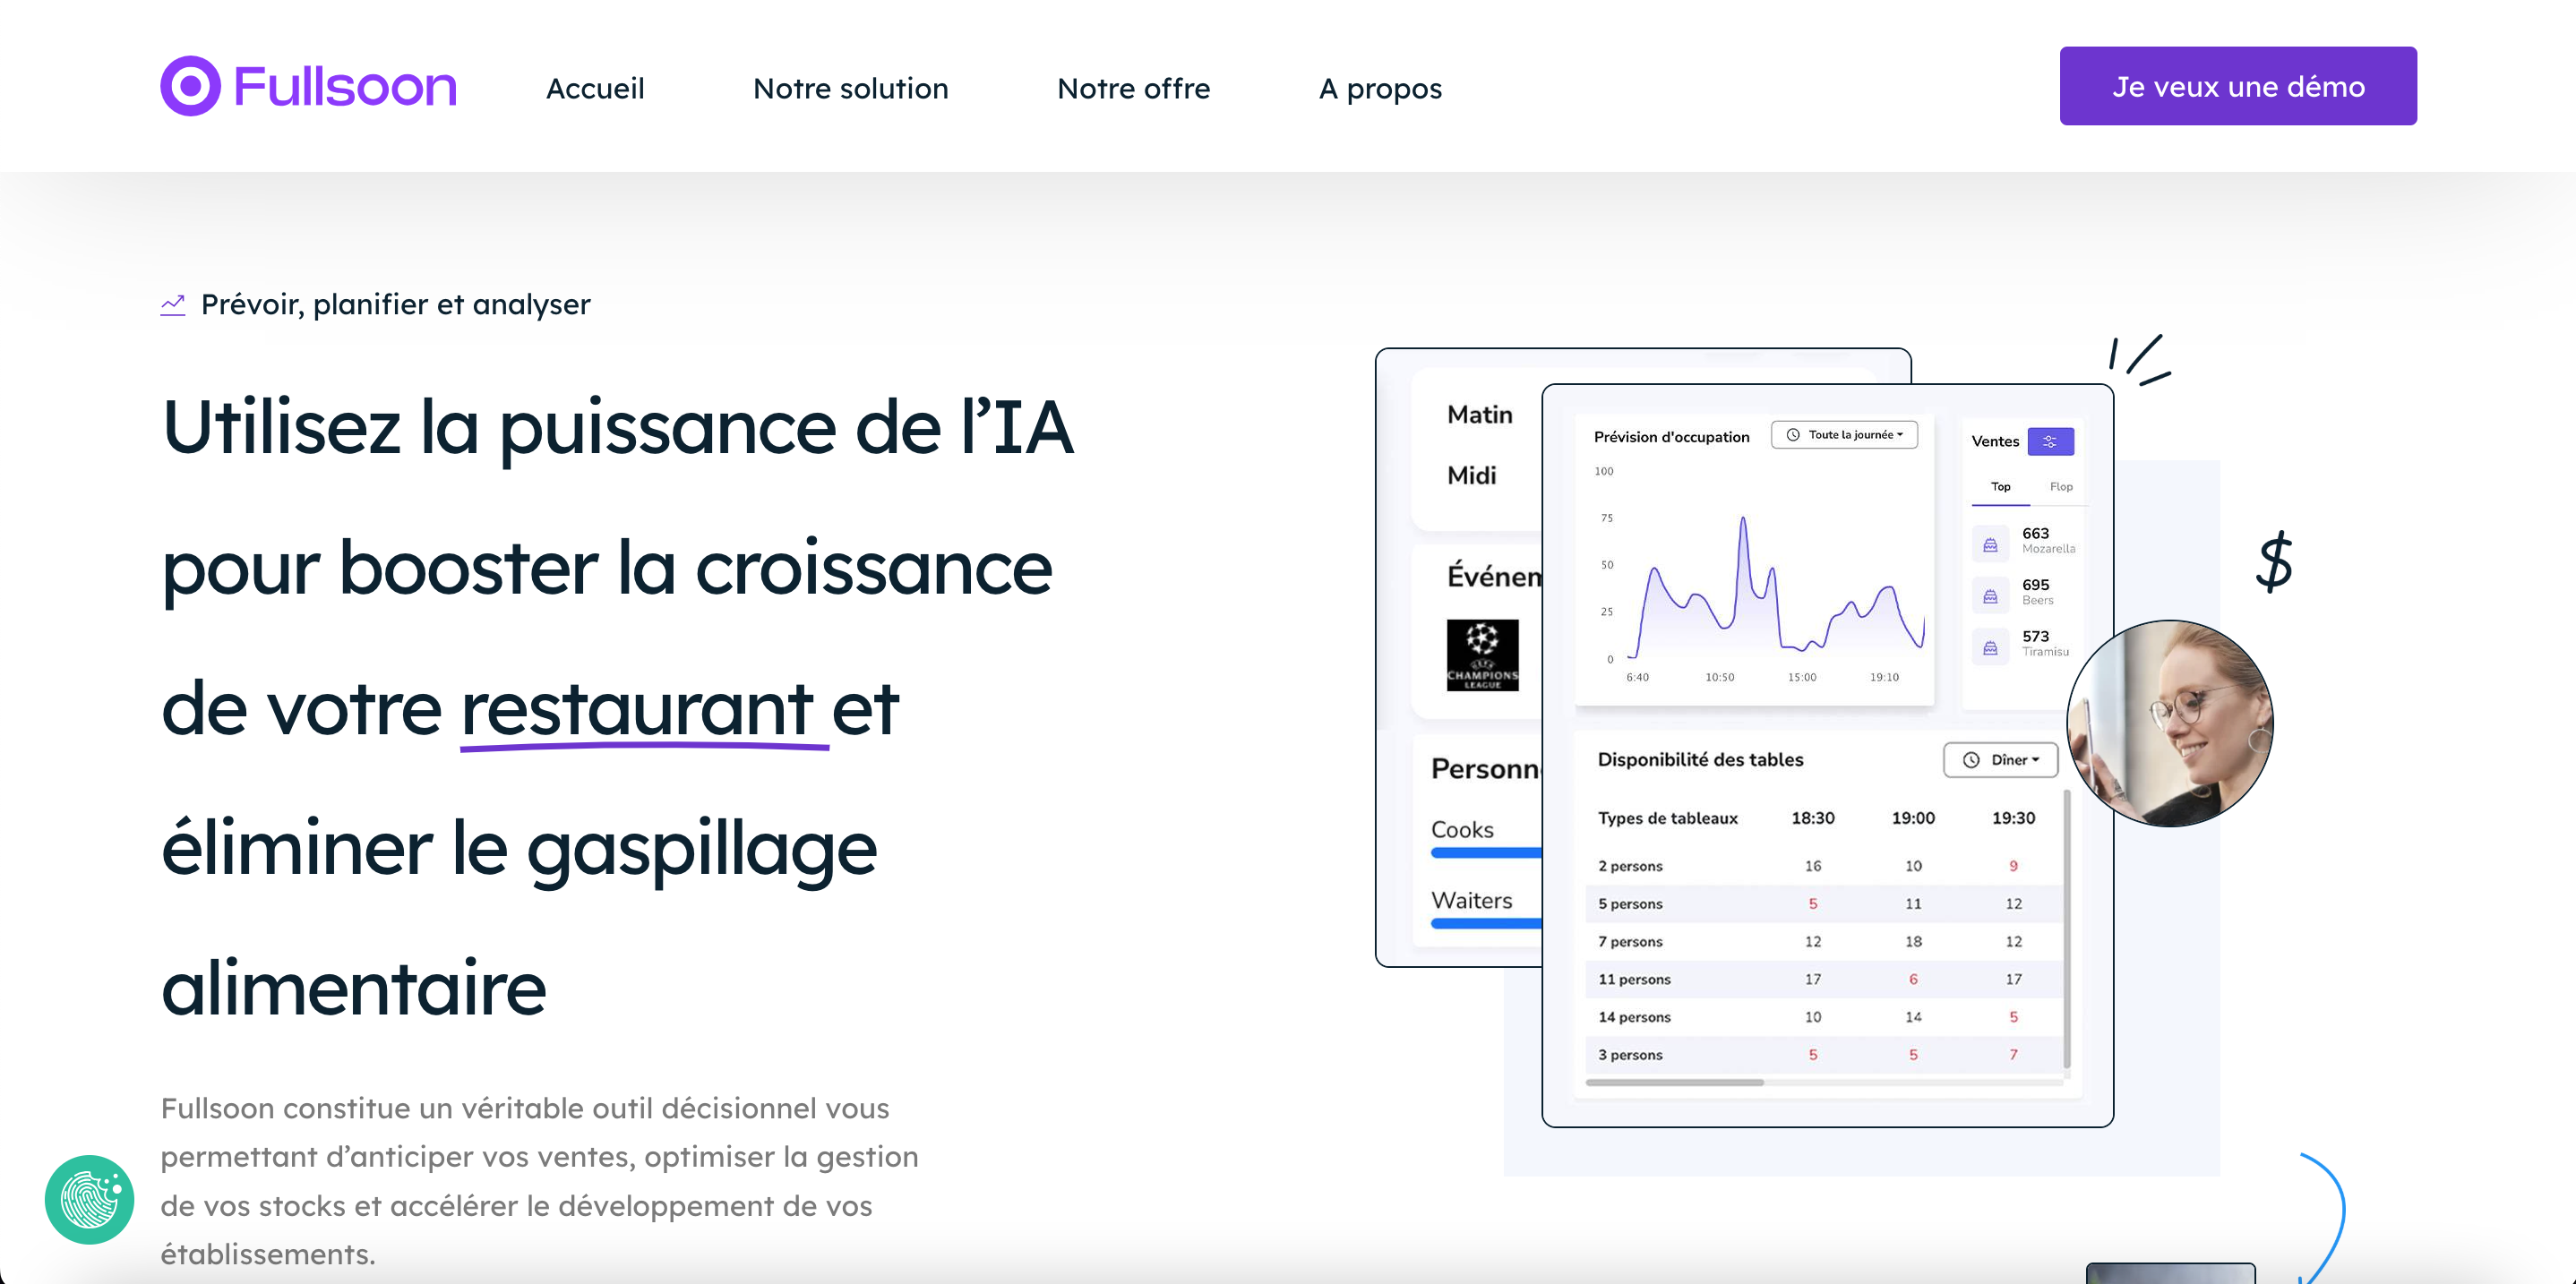 Fullsoon
Accueil
Notre solution
Notre offre
A propos
Je veux une démo
Prévoir, planifier et analyser
Utilisez la puissance de l’IA
pour booster la croissance
de votre restaurant et
éliminer le gaspillage
alimentaire
Fullsoon constitue un véritable outil décisionnel vous
permettant d’anticiper vos ventes, optimiser la gestion
de vos stocks et accélérer le développement de vos
établissements.
Matin
Midi
Événem
UEFA
CHAMPIONS
LEAGUE
Personn
Cooks
Waiters
Prévision d'occupation
Toute la journée
100
75
50
25
0
6:40 10:50 15:00 19:10
Ventes
Top Flop
663
Mozarella
695
Beers
573
Tiramisu
Disponibilité des tables
Dîner
Types de tableaux 18:30 19:00 19:30
2 persons 16 10 9
5 persons 5 11 12
7 persons 12 18 12
11 persons 17 6 17
14 persons 10 14 5
3 persons 5 5 7
$